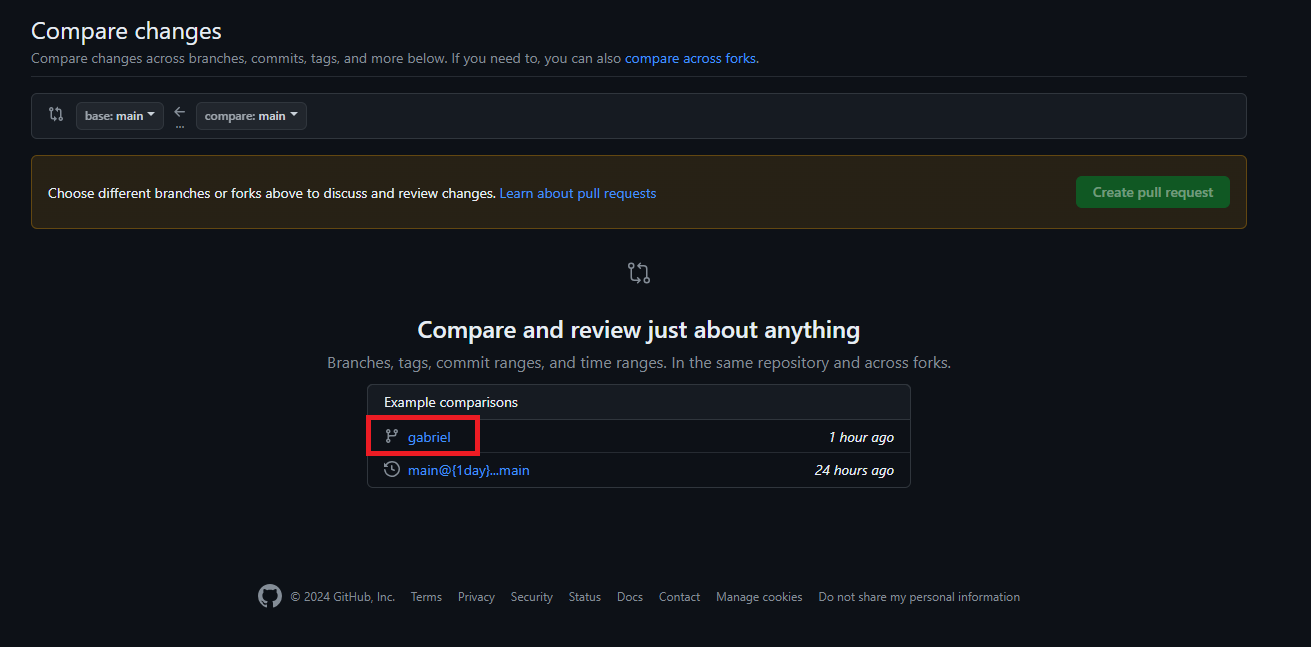 Compare changes
Compare changes across branches, commits, tags, and more below. If you need to, you can also compare across forks.
base: main ← compare: main
...
Choose different branches or forks above to discuss and review changes. Learn about pull requests
Create pull request
Compare and review just about anything
Branches, tags, commit ranges, and time ranges. In the same repository and across forks.
Example comparisons
gabriel 1 hour ago
main@{1day}...main 24 hours ago
© 2024 GitHub, Inc. Terms Privacy Security Status Docs Contact Manage cookies Do not share my personal information